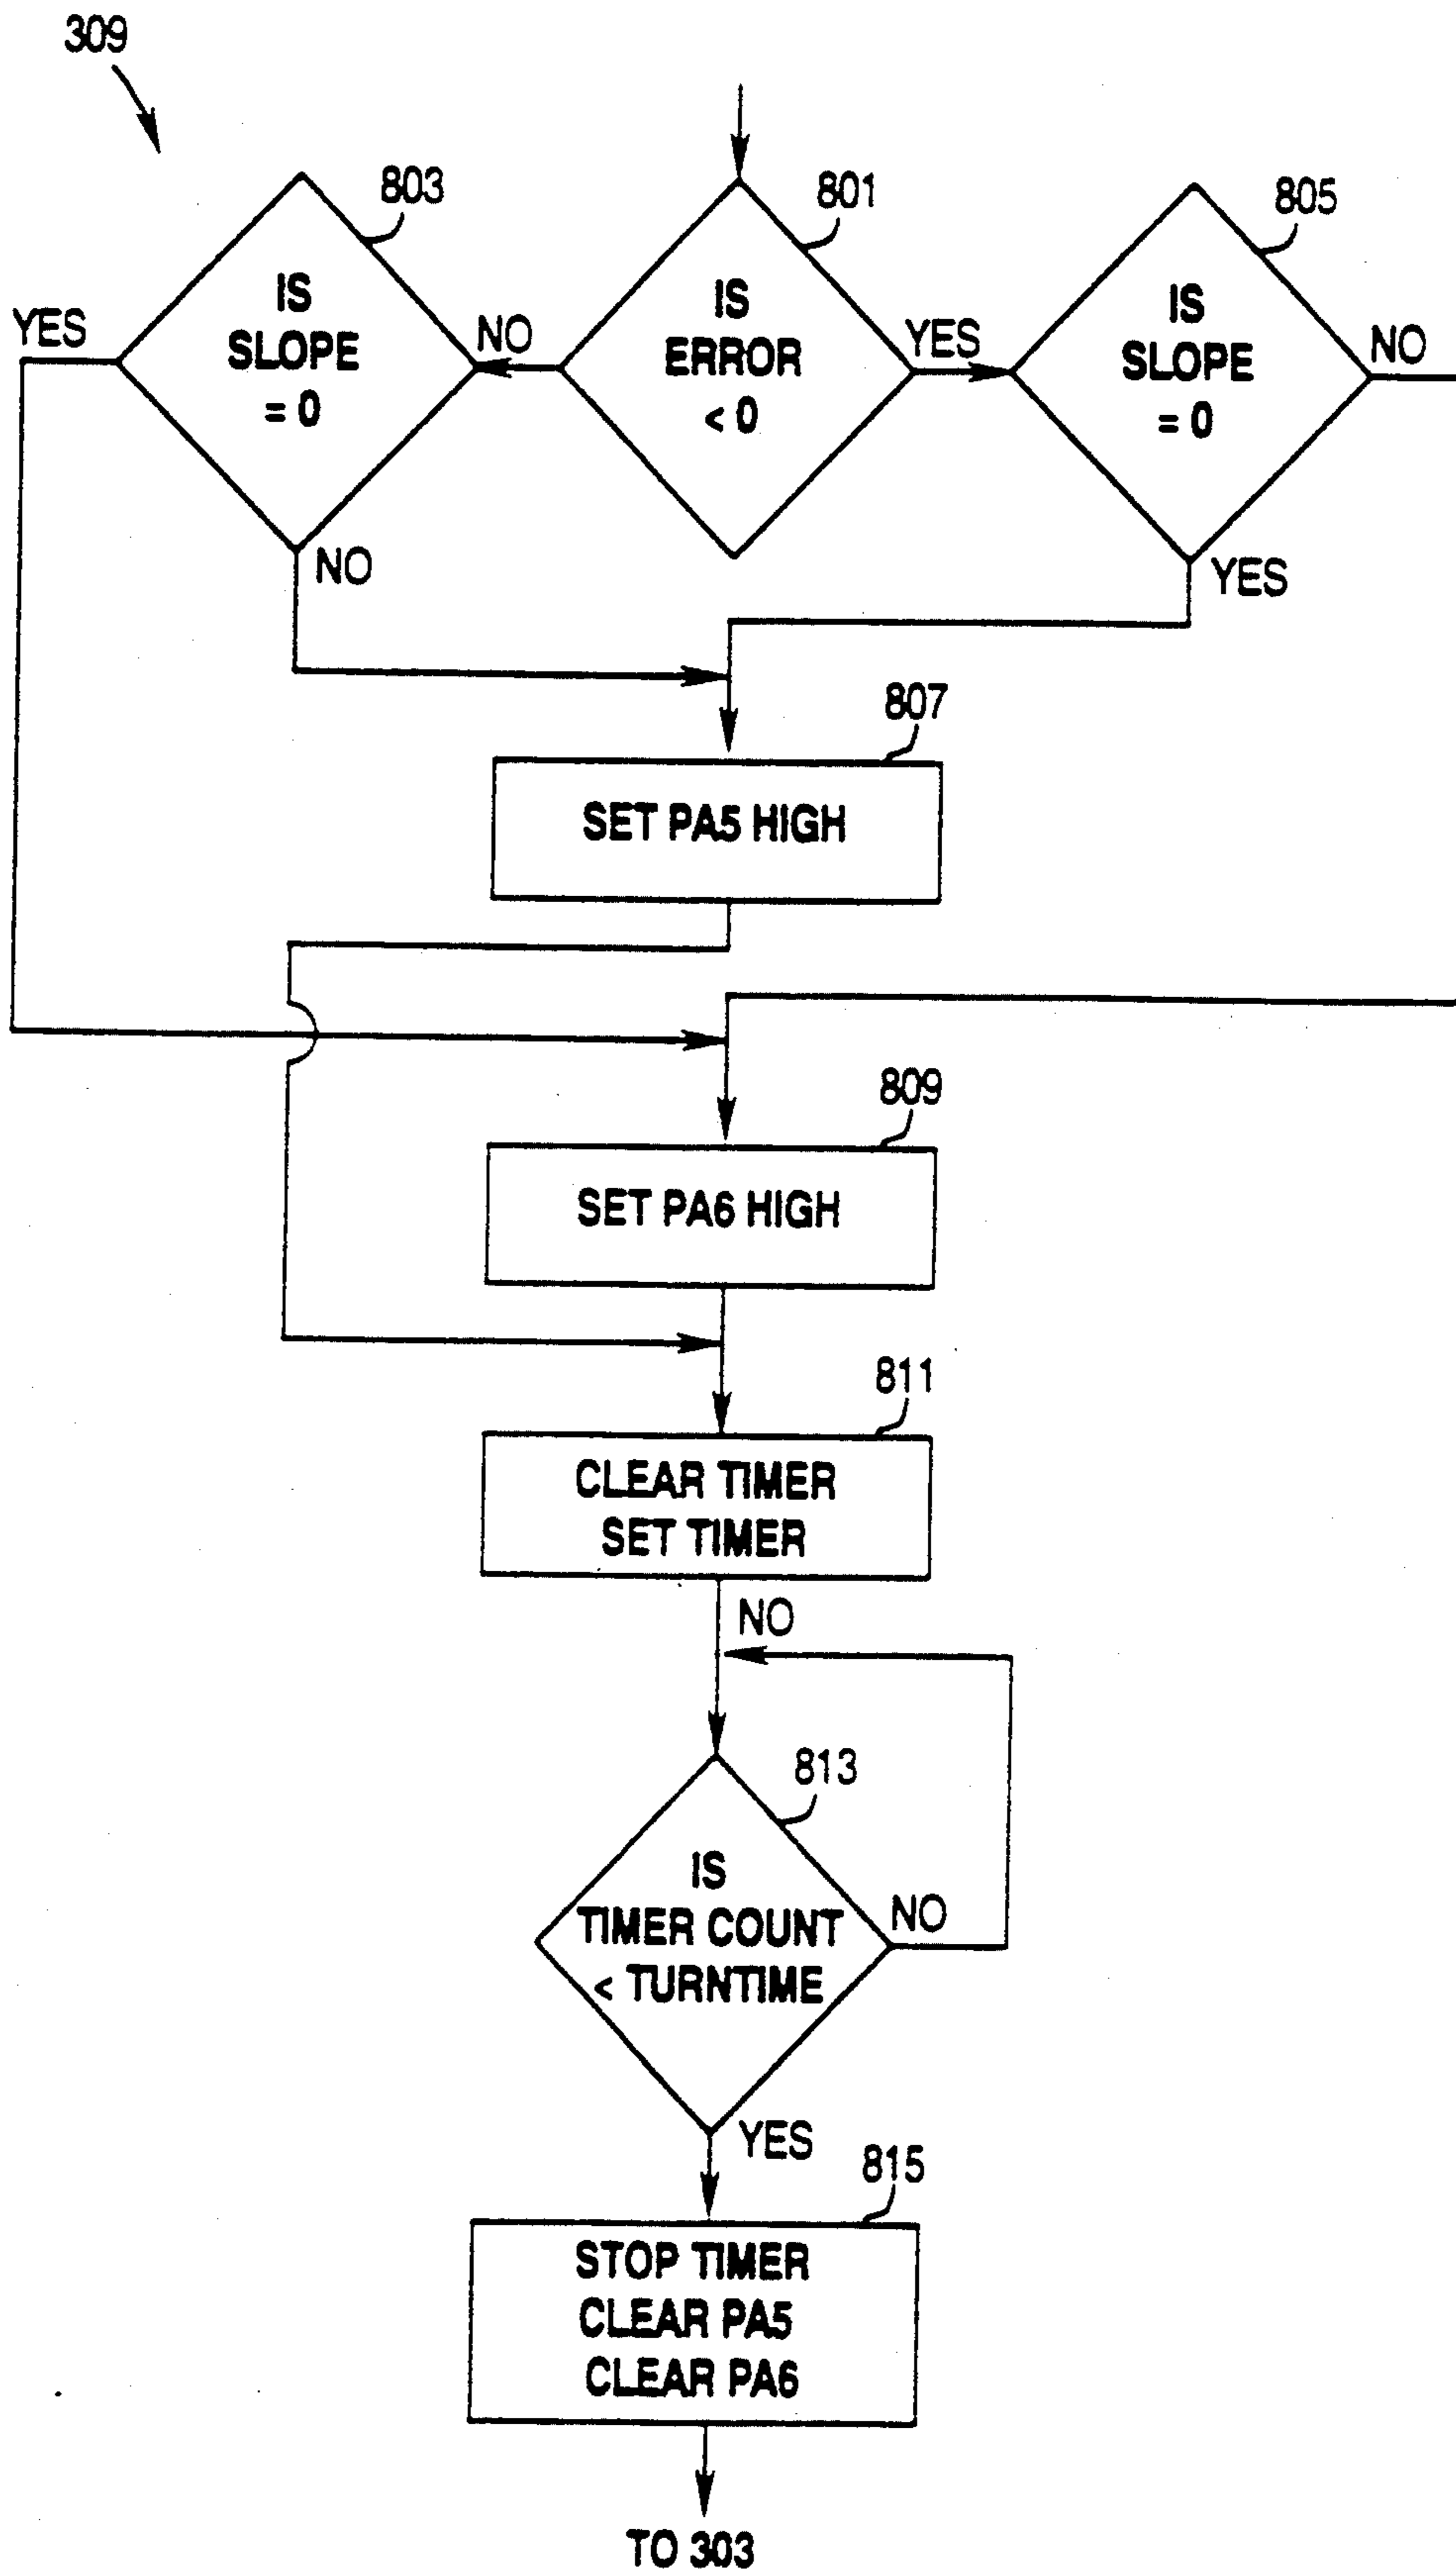 309
803
801
805
IS
SLOPE
= 0
IS
ERROR
< 0
IS
SLOPE
= 0
YES
NO
YES
NO
NO
YES
807
SET PA5 HIGH
809
SET PA6 HIGH
811
CLEAR TIMER
SET TIMER
NO
813
IS
TIMER COUNT
< TURNTIME
NO
YES
815
STOP TIMER
CLEAR PA5
CLEAR PA6
TO 303